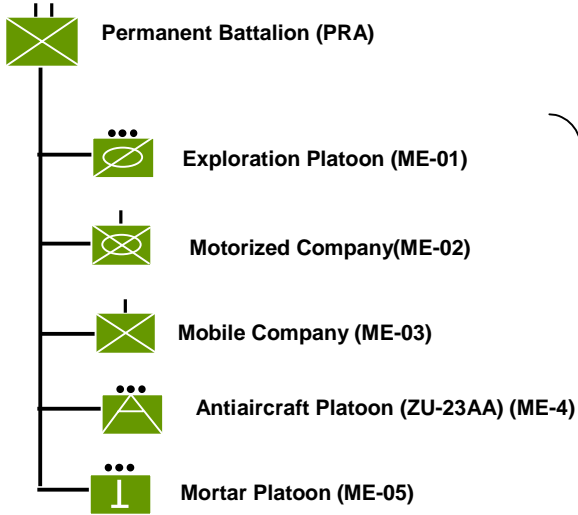 Permanent Battalion (PRA)
Exploration Platoon (ME-01)
Motorized Company(ME-02)
Mobile Company (ME-03)
Antiaircraft Platoon (ZU-23AA) (ME-4)
Mortar Platoon (ME-05)